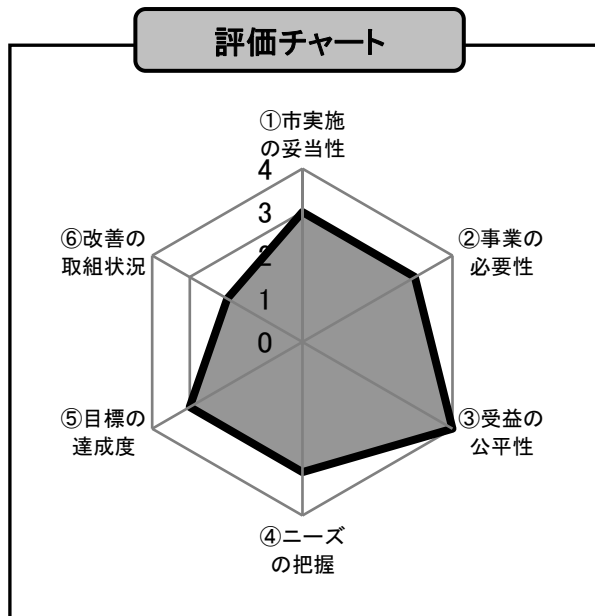 評価チャート
①市実施
の妥当性
4
3
2
1
0
②事業の
必要性
③受益の
公平性
④ニーズ
の把握
⑤目標の
達成度
⑥改善の
取組状況